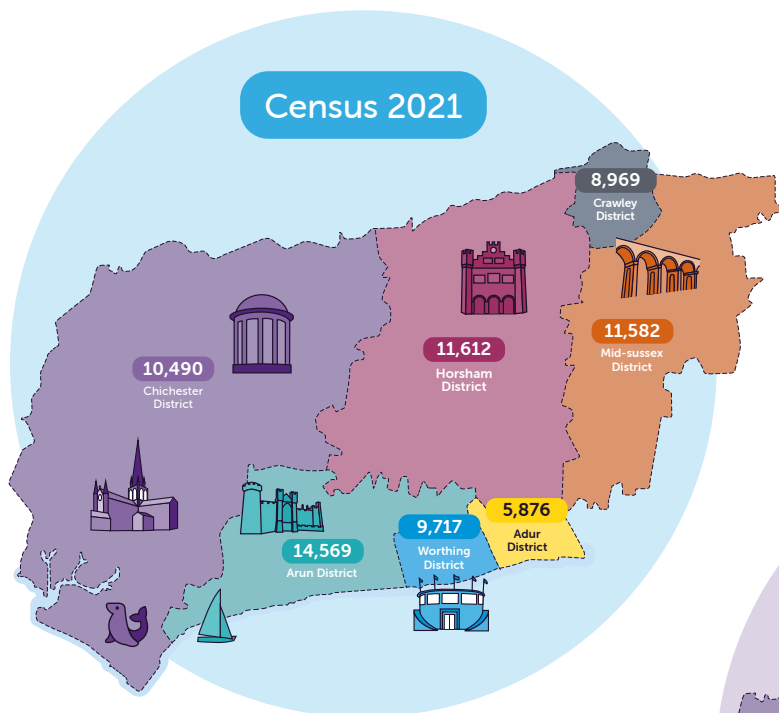 Census 2021
8,969
Crawley
District
11,582
Mid-sussex
District
11,612
Horsham
District
10,490
Chichester
District
5,876
Adur
District
9,717
Worthing
District
14,569
Arun District